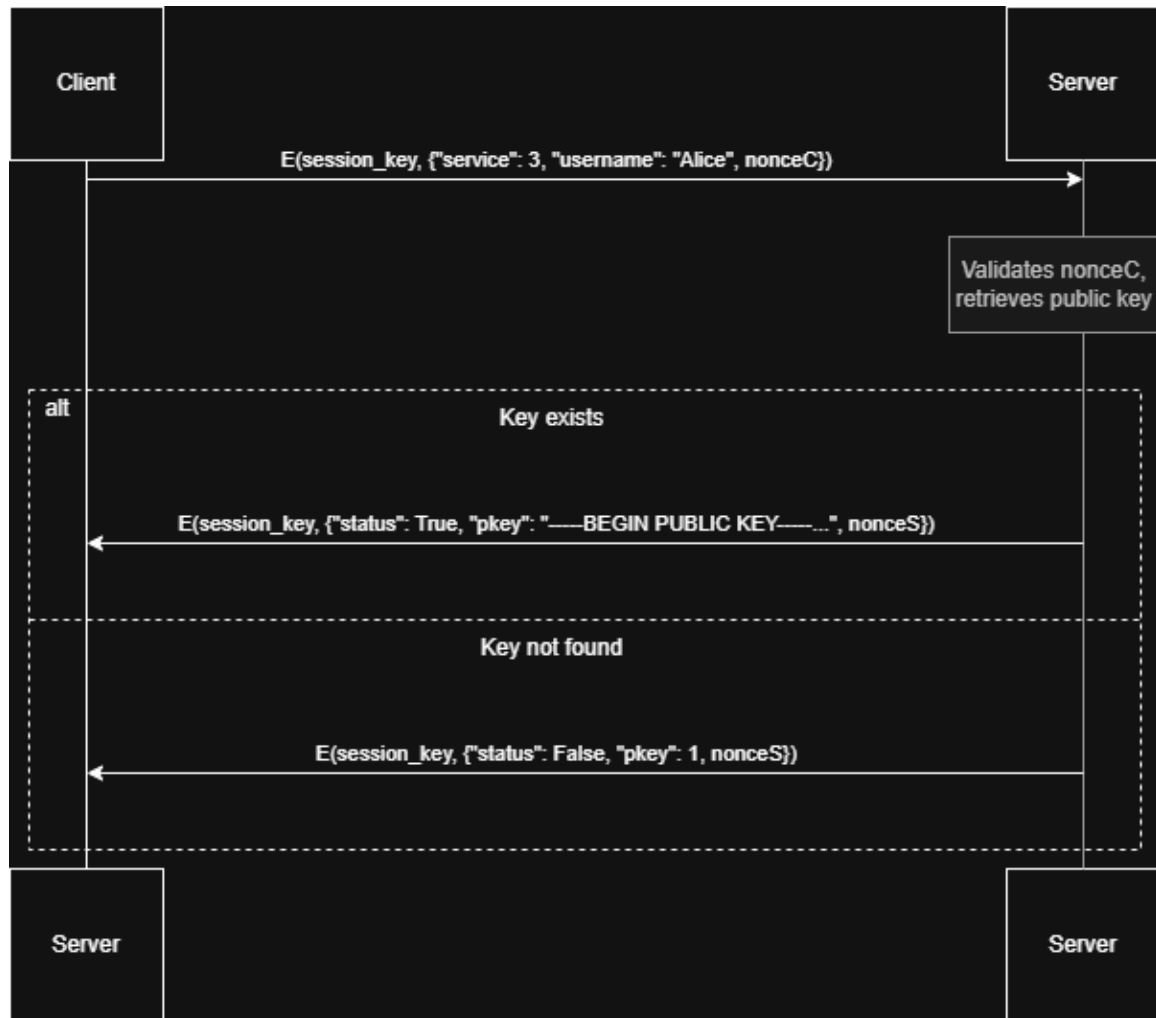 Client
Server
E(session_key, {"service": 3, "username": "Alice", nonceC})
Validates nonceC,
retrieves public key
alt
Key exists
E(session_key, {"status": True, "pkey": "-----BEGIN PUBLIC KEY-----...", nonceS})
Key not found
E(session_key, {"status": False, "pkey": 1, nonceS})
Server
Server